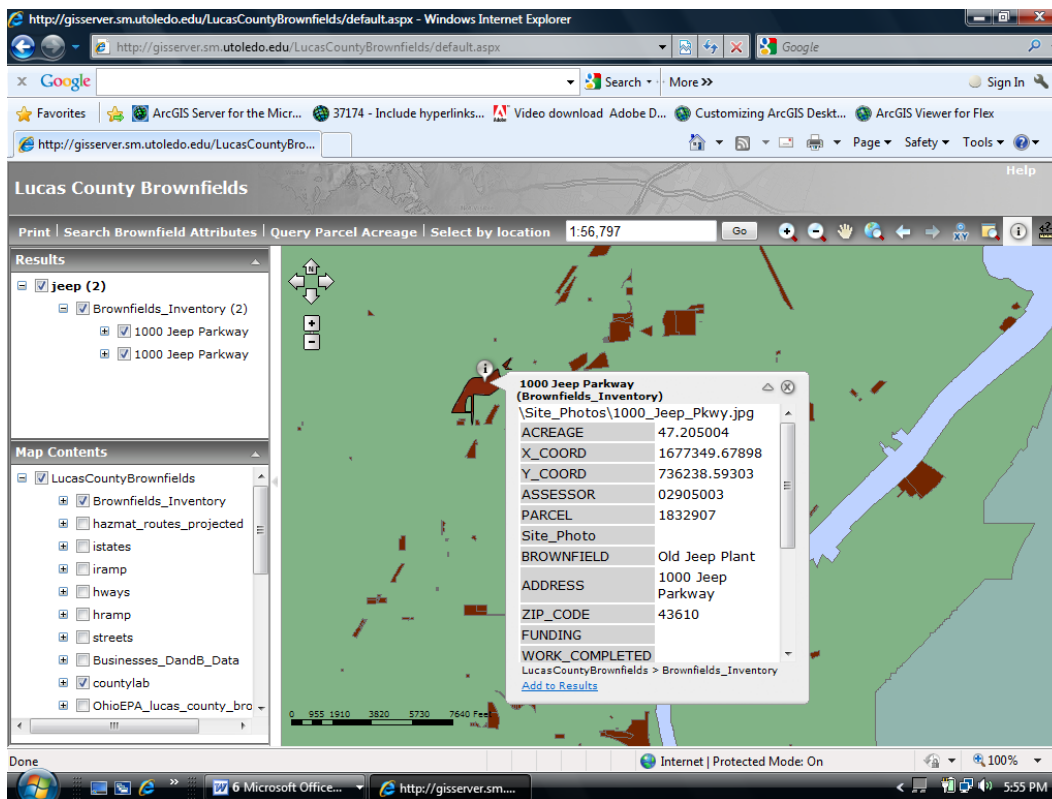 http://gisserver.sm.utoledo.edu/LucasCountyBrownfields/default.aspx - Windows Internet Explorer
http://gisserver.sm.utoledo.edu/LucasCountyBrownfields/default.aspx
Google
x Google
Search
More >>
Sign In
Favorites
ArcGIS Server for the Micr...
37174 - Include hyperlinks...
Video download Adobe D...
Customizing ArcGIS Deskt...
ArcGIS Viewer for Flex
http://gisserver.sm.utoledo.edu/LucasCountyBro...
Page
Safety
Tools
Help
Lucas County Brownfields
Print | Search Brownfield Attributes | Query Parcel Acreage | Select by location
1:56,797
Go
XY
Results
jeep (2)
Brownfields_Inventory (2)
1000 Jeep Parkway
1000 Jeep Parkway
Map Contents
LucasCountyBrownfields
Brownfields_Inventory
hazmat_routes_projected
istates
iramp
hways
hramp
streets
Businesses_DandB_Data
countylab
OhioEPA_lucas_county_bro
N
1000 Jeep Parkway
(Brownfields_Inventory)
\Site_Photos\1000_Jeep_Pkwy.jpg
ACREAGE 47.205004
X_COORD 1677349.67898
Y_COORD 736238.59303
ASSESSOR 02905003
PARCEL 1832907
Site_Photo
BROWNFIELD Old Jeep Plant
ADDRESS 1000 Jeep
Parkway
ZIP_CODE 43610
FUNDING
WORK_COMPLETED
LucasCountyBrownfields > Brownfields_Inventory
Add to Results
0 955 1910 3820 5730 7640 Feet
Done
Internet | Protected Mode: On
100%
6 Microsoft Office...
http://gisserver.sm....
5:55 PM